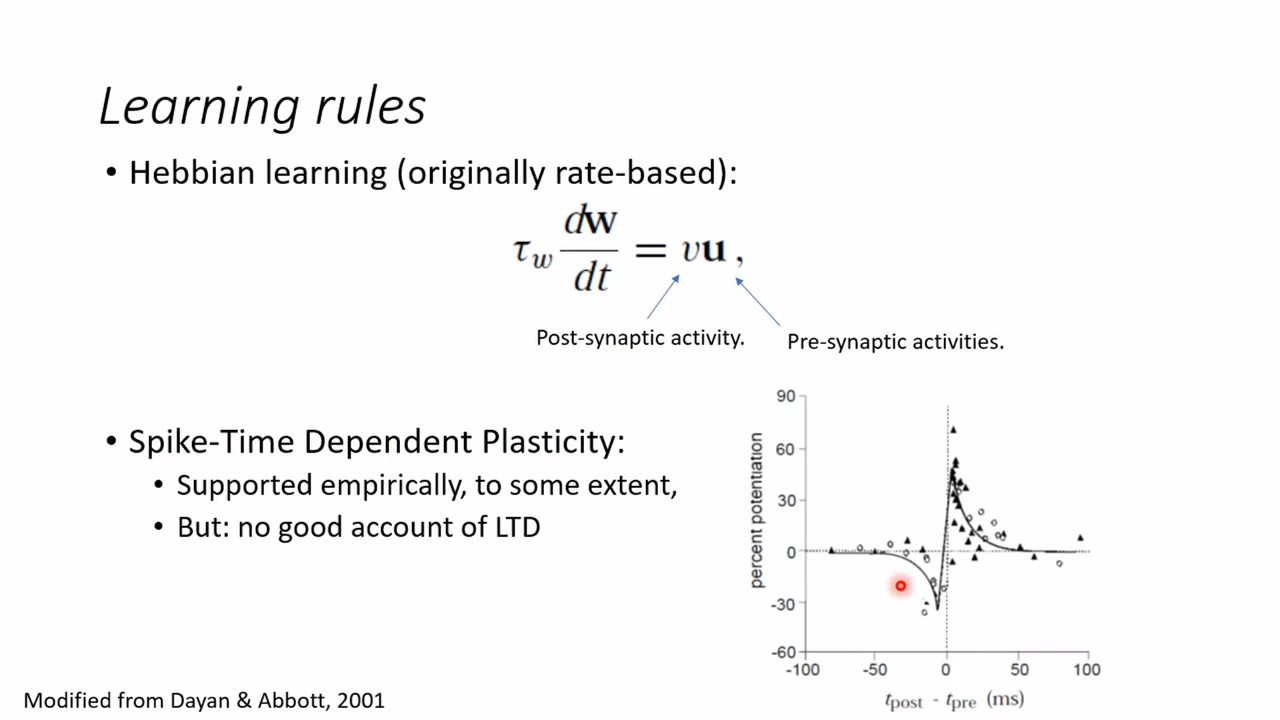 Learning rules
• Hebbian learning (originally rate-based):
τw dw/dt = vu ,
Post-synaptic activity.
Pre-synaptic activities.
• Spike-Time Dependent Plasticity:
• Supported empirically, to some extent,
• But: no good account of LTD
percent potentiation
90
60
30
0
-30
-60
-100 -50 0 50 100
tpost - tpre (ms)
Modified from Dayan & Abbott, 2001